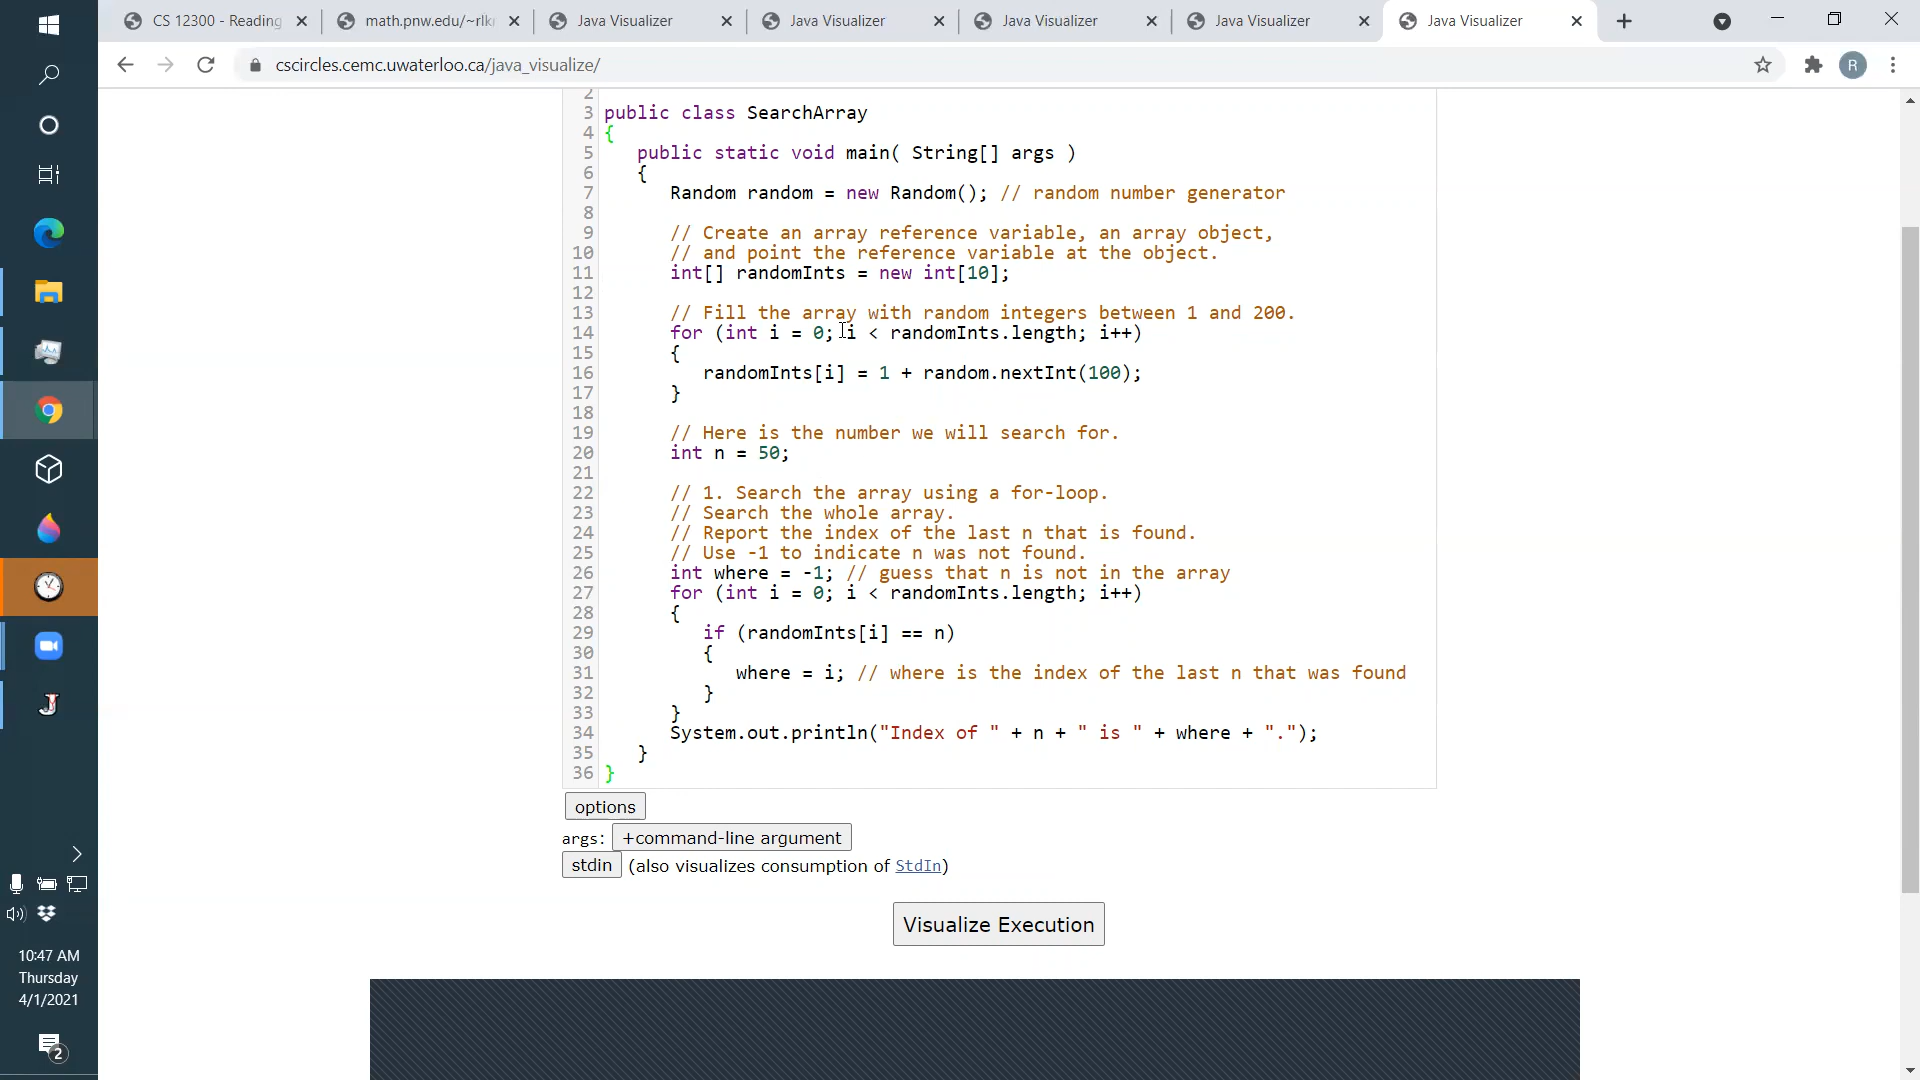 CS 12300 - Reading
math.pnw.edu/~rlkr
Java Visualizer
Java Visualizer
Java Visualizer
Java Visualizer
Java Visualizer
cscircles.cemc.uwaterloo.ca/java_visualize/
R
2
3 public class SearchArray
4 {
5 public static void main( String[] args )
6 {
7 Random random = new Random(); // random number generator
8
9 // Create an array reference variable, an array object,
10 // and point the reference variable at the object.
11 int[] randomInts = new int[10];
12
13 // Fill the array with random integers between 1 and 200.
14 for (int i = 0; i < randomInts.length; i++)
15 {
16 randomInts[i] = 1 + random.nextInt(100);
17 }
18
19 // Here is the number we will search for.
20 int n = 50;
21
22 // 1. Search the array using a for-loop.
23 // Search the whole array.
24 // Report the index of the last n that is found.
25 // Use -1 to indicate n was not found.
26 int where = -1; // guess that n is not in the array
27 for (int i = 0; i < randomInts.length; i++)
28 {
29 if (randomInts[i] == n)
30 {
31 where = i; // where is the index of the last n that was found
32 }
33 }
34 System.out.println("Index of " + n + " is " + where + ".");
35 }
36 }
options
args: +command-line argument
stdin (also visualizes consumption of StdIn)
Visualize Execution
10:47 AM
Thursday
4/1/2021
2